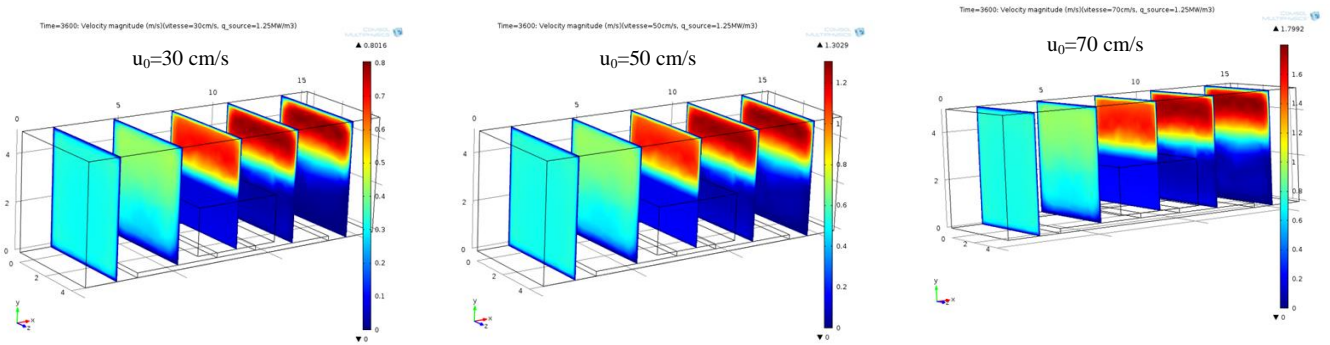 Time=3600: Velocity magnitude (m/s)(vitesse=30cm/s, q_source=1.25MW/m3)
COMSOL
MULTIPHYSICS
u₀=30 cm/s
▲ 0.8016
0.8
0.7
0.6
0.5
0.4
0.3
0.2
0.1
0
▼ 0
0
5
10
15
4
2
0
0
2
4
y
x
z
Time=3600: Velocity magnitude (m/s)(vitesse=50cm/s, q_source=1.25MW/m3)
COMSOL
MULTIPHYSICS
u₀=50 cm/s
▲ 1.3029
1.2
1
0.8
0.6
0.4
0.2
0
▼ 0
0
5
10
15
4
2
0
0
2
4
y
x
z
Time=3600: Velocity magnitude (m/s)(vitesse=70cm/s, q_source=1.25MW/m3)
COMSOL
MULTIPHYSICS
u₀=70 cm/s
▲ 1.7992
1.6
1.4
1.2
1
0.8
0.6
0.4
0.2
0
▼ 0
0
5
10
15
4
2
0
0
2
4
y
x
z